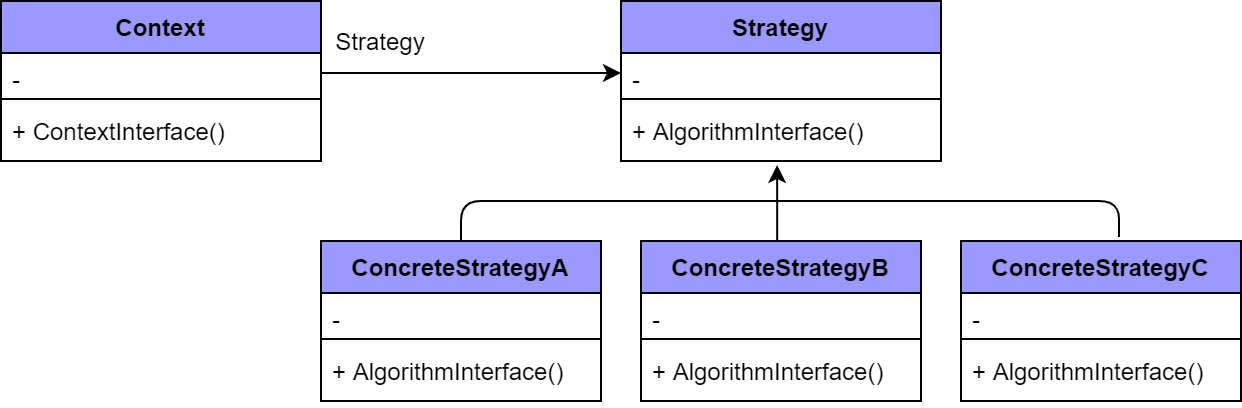 Context
-
+ ContextInterface()
Strategy
Strategy
-
+ AlgorithmInterface()
ConcreteStrategyA
-
+ AlgorithmInterface()
ConcreteStrategyB
-
+ AlgorithmInterface()
ConcreteStrategyC
-
+ AlgorithmInterface()